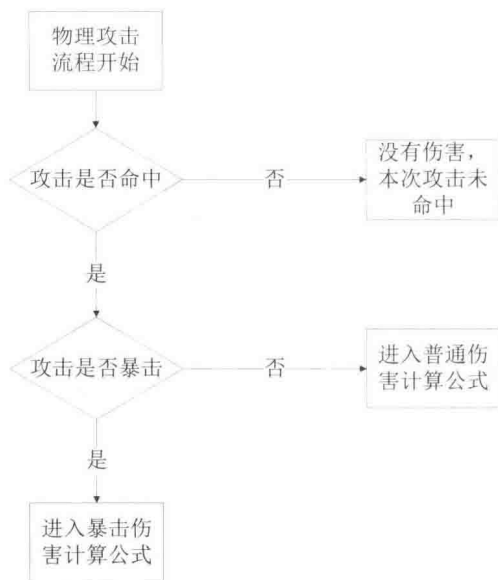 物理攻击
流程开始
攻击是否命中
否
没有伤害，
本次攻击未
命中
是
攻击是否暴击
否
进入普通伤
害计算公式
是
进入暴击伤
害计算公式